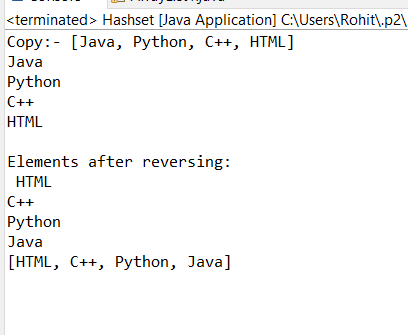 <terminated> Hashset [Java Application] C:\Users\Rohit\.p2\
Copy:- [Java, Python, C++, HTML]
Java
Python
C++
HTML
Elements after reversing:
HTML
C++
Python
Java
[HTML, C++, Python, Java]